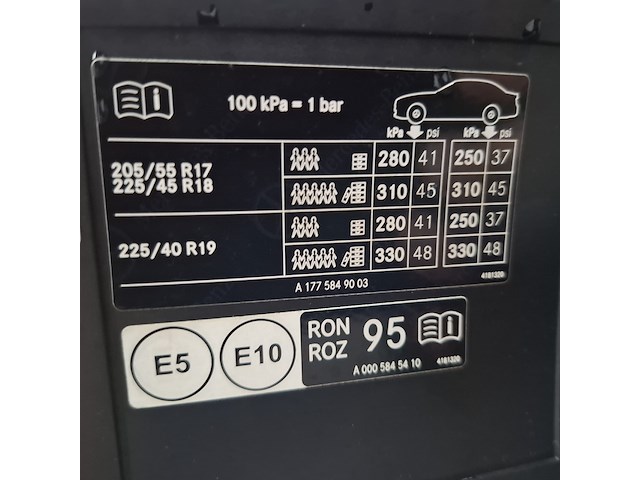 100 kPa = 1 bar
kPa psi kPa psi
205/55 R17 280 41 250 37
225/45 R18 310 45 310 45
225/40 R19 280 41 250 37
330 48 330 48
A 177 584 90 03 4181320
E5 E10 RON 95
ROZ
A 000 584 54 10 4181320